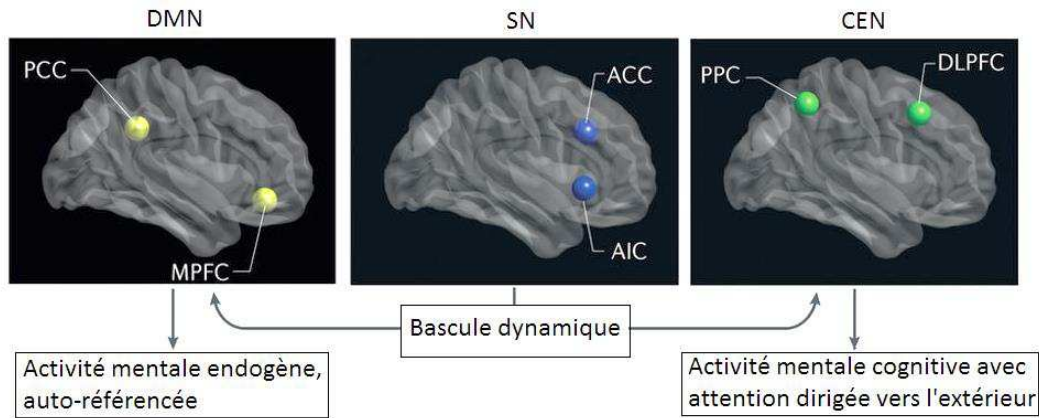 DMN
SN
CEN
PCC
MPFC
ACC
AIC
PPC
DLPFC
Bascule dynamique
Activité mentale endogène,
auto-référencée
Activité mentale cognitive avec
attention dirigée vers l'extérieur